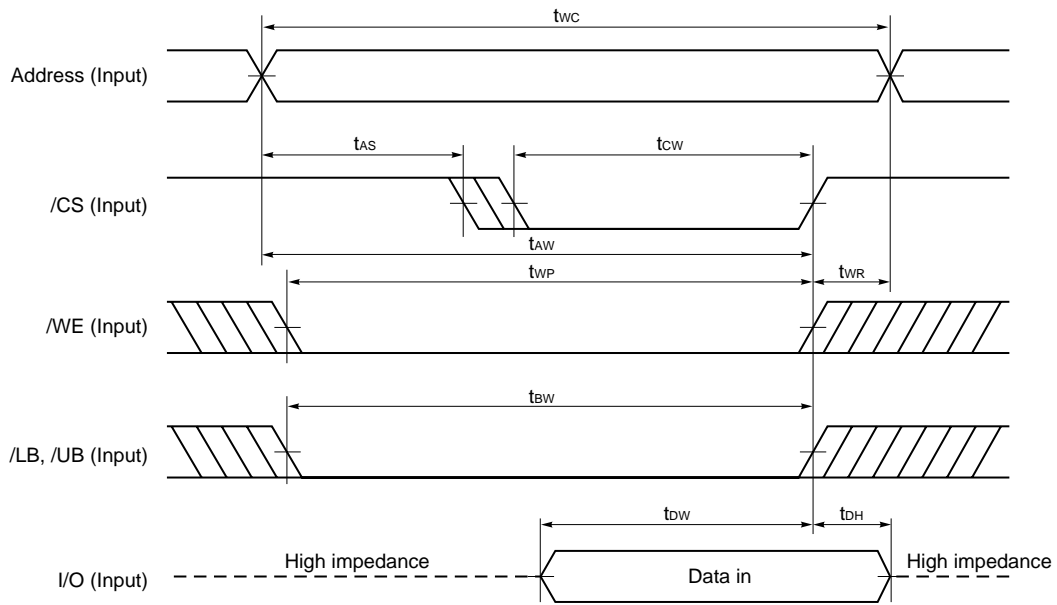 tWC
Address (Input)
tAS
tCW
/CS (Input)
tAW
tWP
tWR
/WE (Input)
tBW
/LB, /UB (Input)
tDW
tDH
High impedance
High impedance
I/O (Input)
Data in